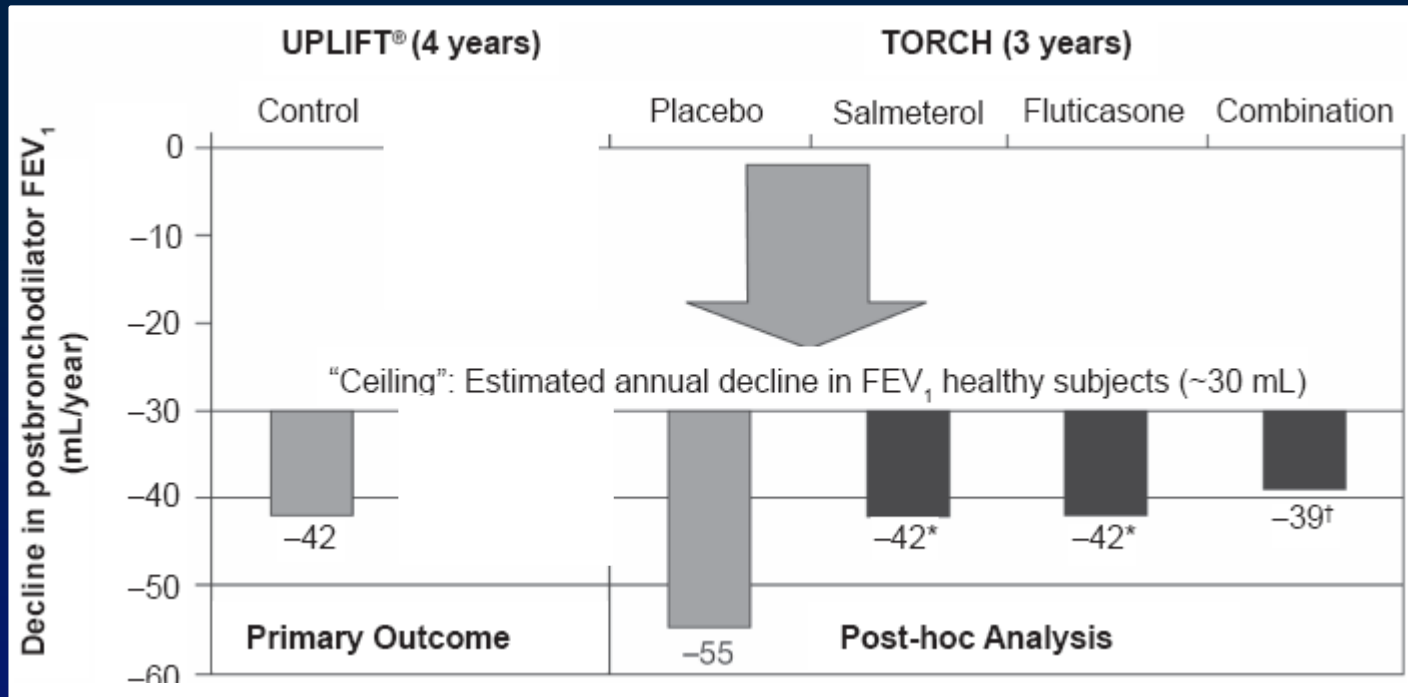 UPLIFT® (4 years)
TORCH (3 years)
Control
Placebo
Salmeterol
Fluticasone
Combination
Decline in postbronchodilator FEV₁
(mL/year)
0
–10
–20
–30
–40
–50
–60
“Ceiling”: Estimated annual decline in FEV₁ healthy subjects (~30 mL)
–42
–55
–42*
–42*
–39†
Primary Outcome
Post-hoc Analysis